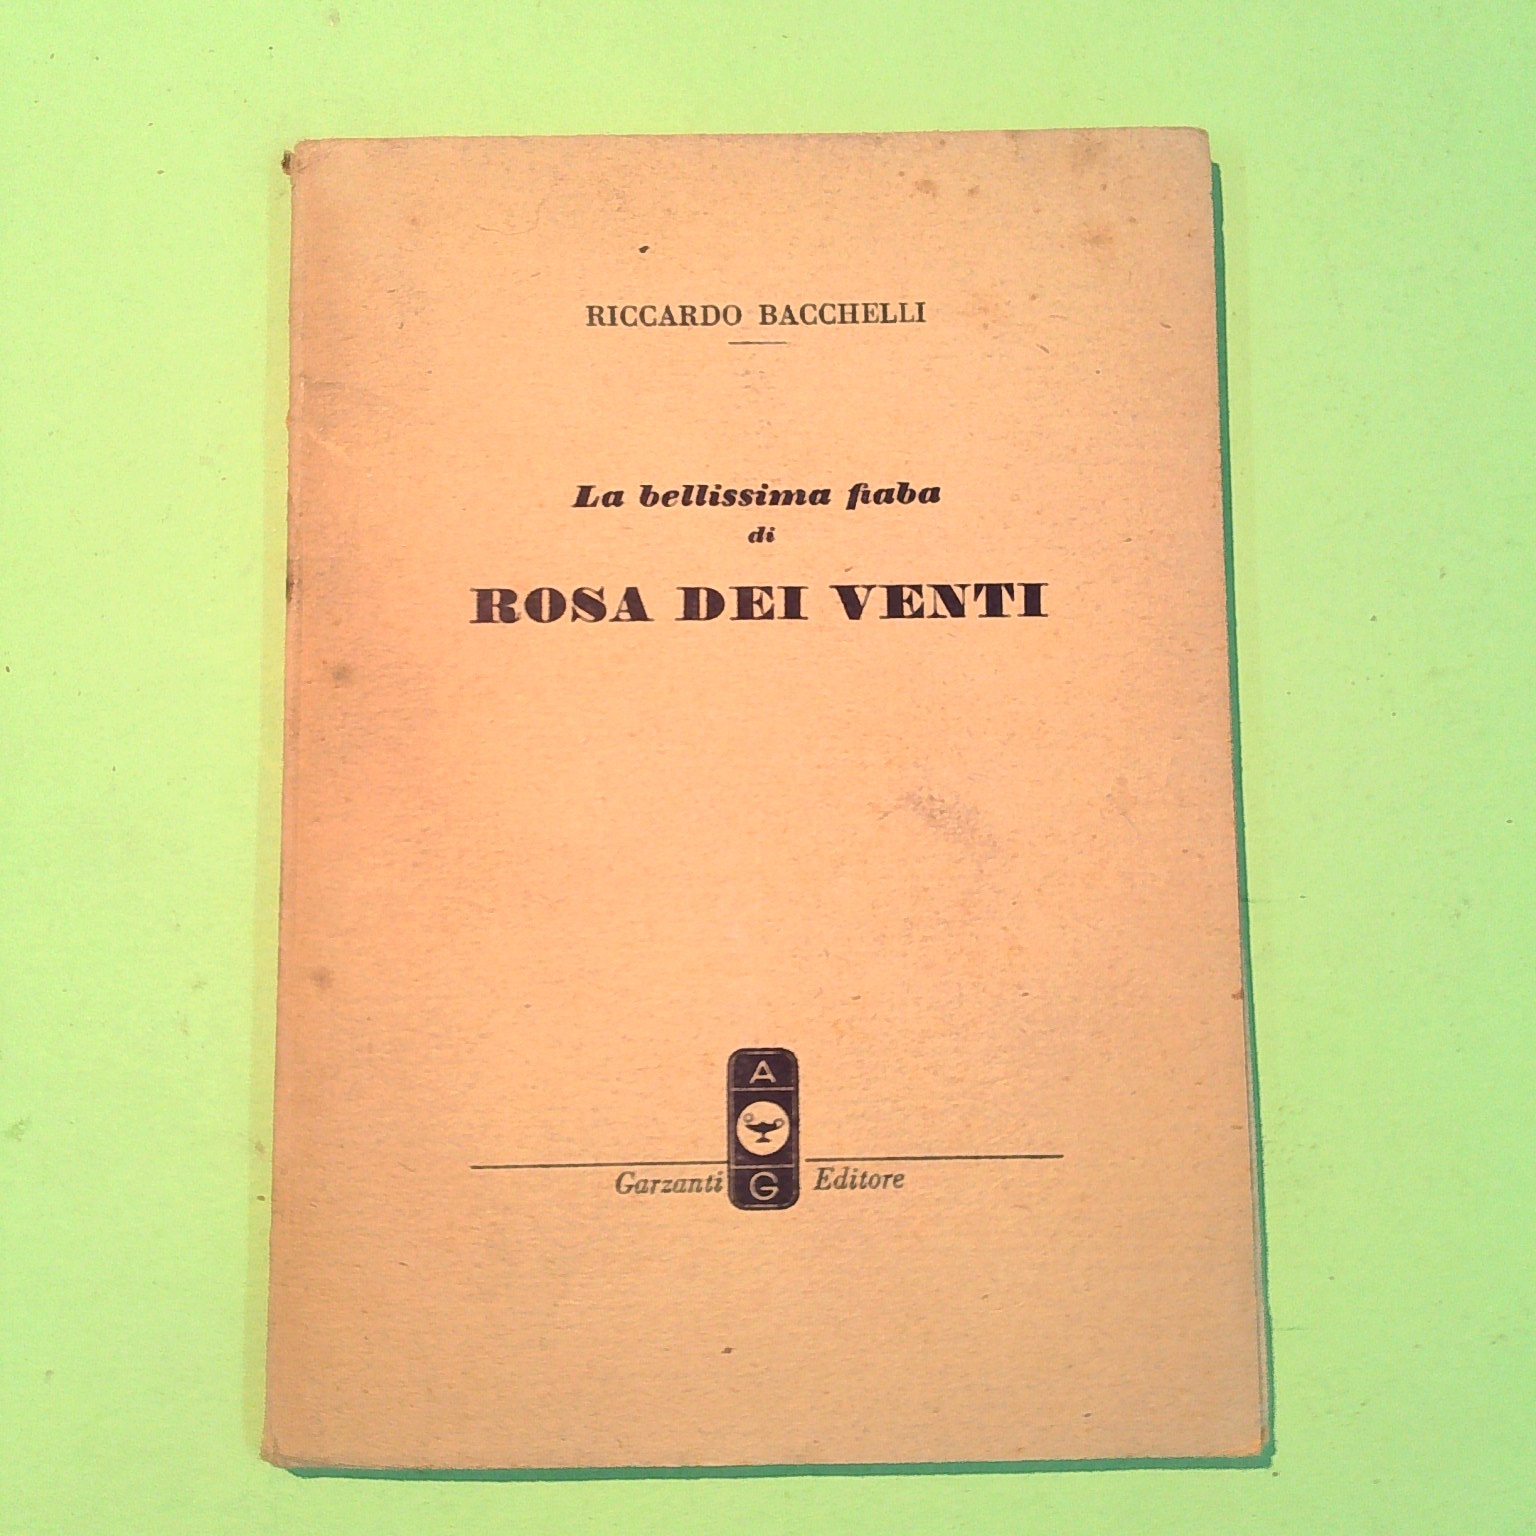 RICCARDO BACCHELLI
La bellissima fiaba
di
ROSA DEI VENTI
A
G
Garzanti Editore